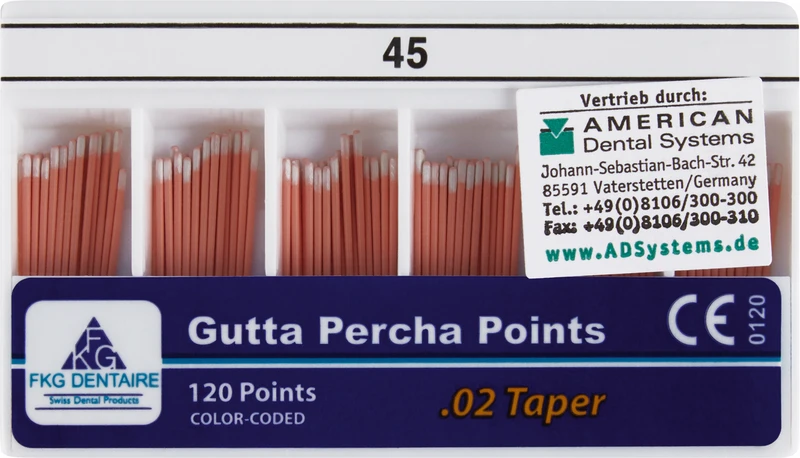 45
Vertrieb durch:
AMERICAN
Dental Systems
Johann-Sebastian-Bach-Str. 42
85591 Vaterstetten/Germany
Tel.: +49(0)8106/300-300
Fax: +49(0)8106/300-310
www.ADSystems.de
FKG
FKG DENTAIRE
Swiss Dental Products
Gutta Percha Points
120 Points
COLOR-CODED
.02 Taper
CE 0120